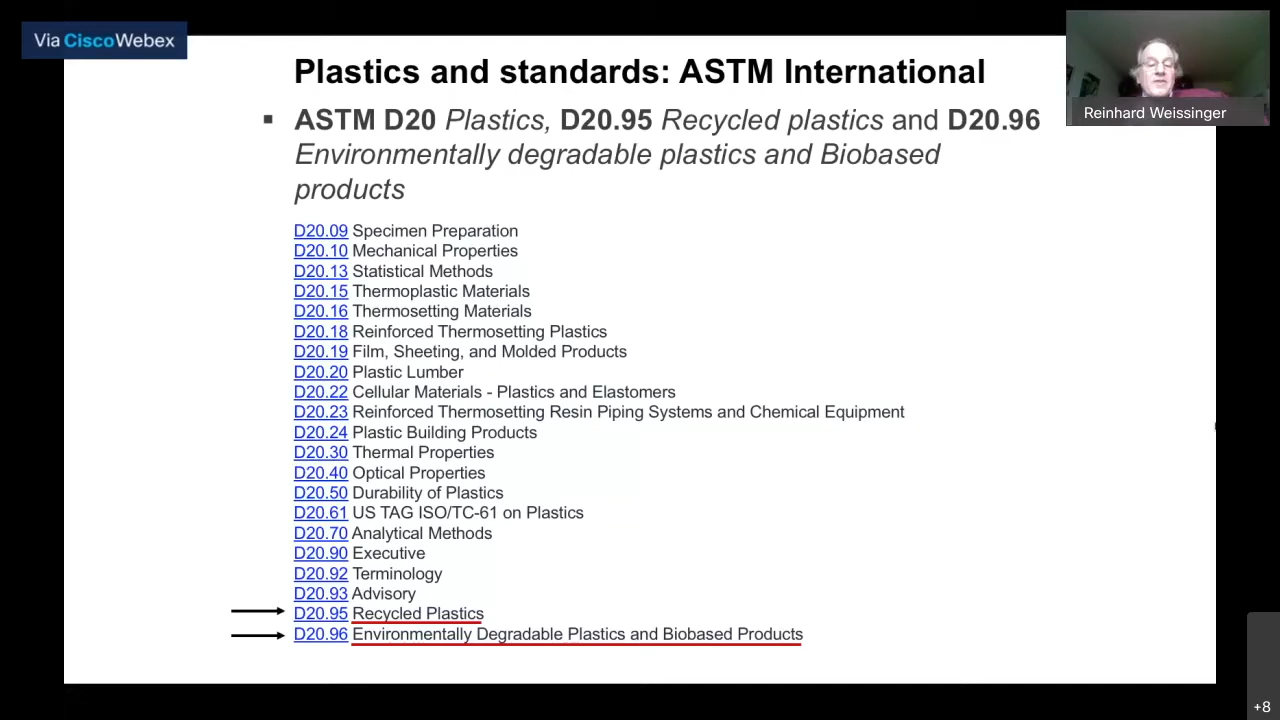 Via CiscoWebex
Plastics and standards: ASTM International
Reinhard Weissinger
▪ ASTM D20 Plastics, D20.95 Recycled plastics and D20.96
Environmentally degradable plastics and Biobased
products
D20.09 Specimen Preparation
D20.10 Mechanical Properties
D20.13 Statistical Methods
D20.15 Thermoplastic Materials
D20.16 Thermosetting Materials
D20.18 Reinforced Thermosetting Plastics
D20.19 Film, Sheeting, and Molded Products
D20.20 Plastic Lumber
D20.22 Cellular Materials - Plastics and Elastomers
D20.23 Reinforced Thermosetting Resin Piping Systems and Chemical Equipment
D20.24 Plastic Building Products
D20.30 Thermal Properties
D20.40 Optical Properties
D20.50 Durability of Plastics
D20.61 US TAG ISO/TC-61 on Plastics
D20.70 Analytical Methods
D20.90 Executive
D20.92 Terminology
D20.93 Advisory
D20.95 Recycled Plastics
D20.96 Environmentally Degradable Plastics and Biobased Products
+8